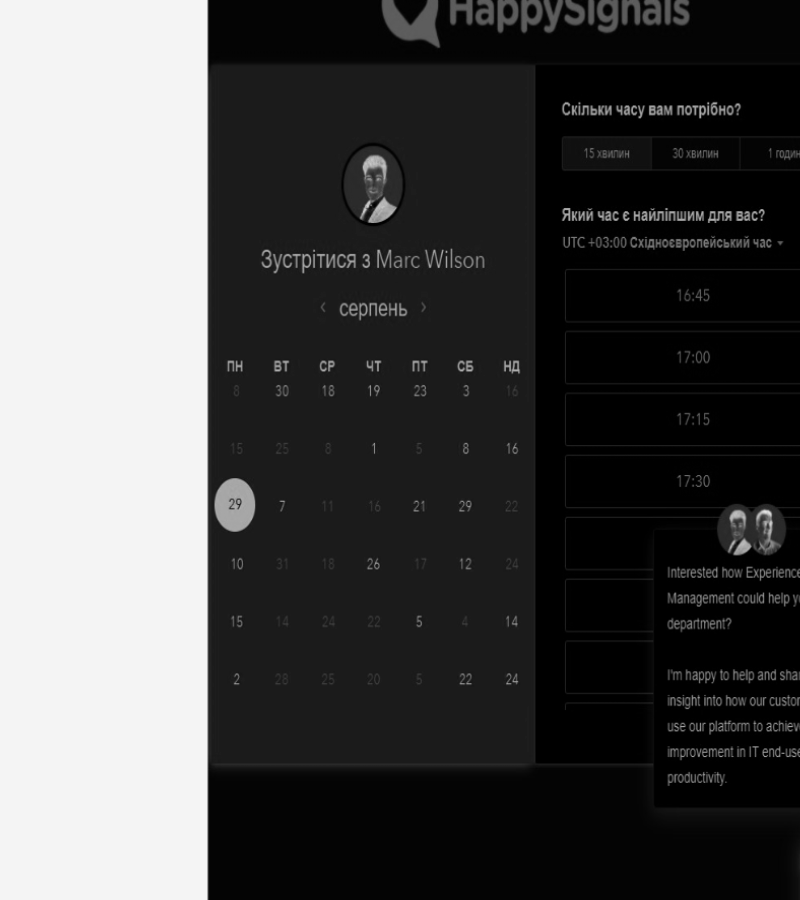 HappySignals
Зустрітися з Marc Wilson
серпень
ПН ВТ СР ЧТ ПТ СБ НД
8 30 18 19 23 3 16
15 25 8 1 5 8 16
29 7 11 16 21 29 22
10 31 18 26 17 12 24
15 14 24 22 5 4 14
2 28 25 20 5 22 24
Скільки часу вам потрібно?
15 хвилин 30 хвилин 1 годин
Який час є найліпшим для вас?
UTC +03:00 Східноєвропейський час
16:45
17:00
17:15
17:30
Interested how Experience
Management could help y
department?
I'm happy to help and shar
insight into how our custom
use our platform to achieve
improvement in IT end-use
productivity.